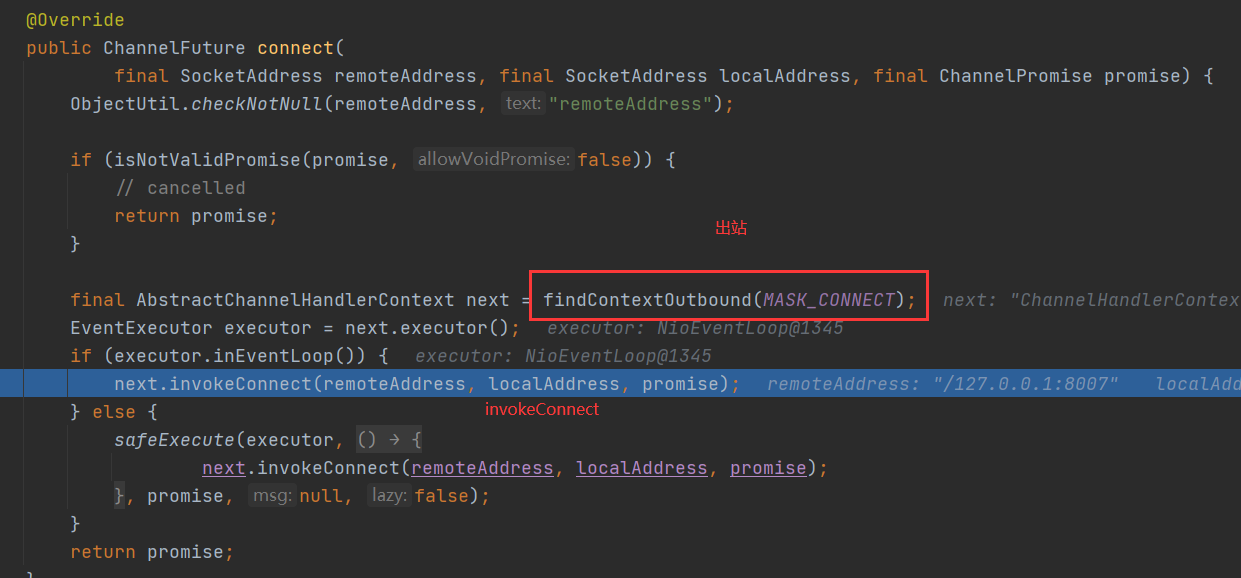 @Override
public ChannelFuture connect(
final SocketAddress remoteAddress, final SocketAddress localAddress, final ChannelPromise promise) {
ObjectUtil.checkNotNull(remoteAddress, text: "remoteAddress");
if (isNotValidPromise(promise, allowVoidPromise: false)) {
// cancelled
return promise;
}
出站
final AbstractChannelHandlerContext next = findContextOutbound(MASK_CONNECT); next: "ChannelHandlerContex
EventExecutor executor = next.executor(); executor: NioEventLoop@1345
if (executor.inEventLoop()) { executor: NioEventLoop@1345
next.invokeConnect(remoteAddress, localAddress, promise); remoteAddress: "/127.0.0.1:8007" localAdd
} else {
invokeConnect
safeExecute(executor, () → {
next.invokeConnect(remoteAddress, localAddress, promise);
}, promise, msg: null, lazy: false);
}
return promise;
}